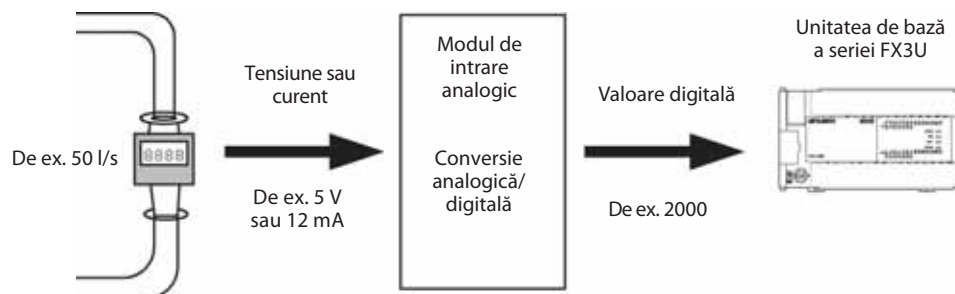 De ex. 50 l/s
8888
Tensiune sau
curent
De ex. 5 V
sau 12 mA
Modul de
intrare
analogic
Conversie
analogică/
digitală
Valoare digitală
De ex. 2000
Unitatea de bază
a seriei FX3U